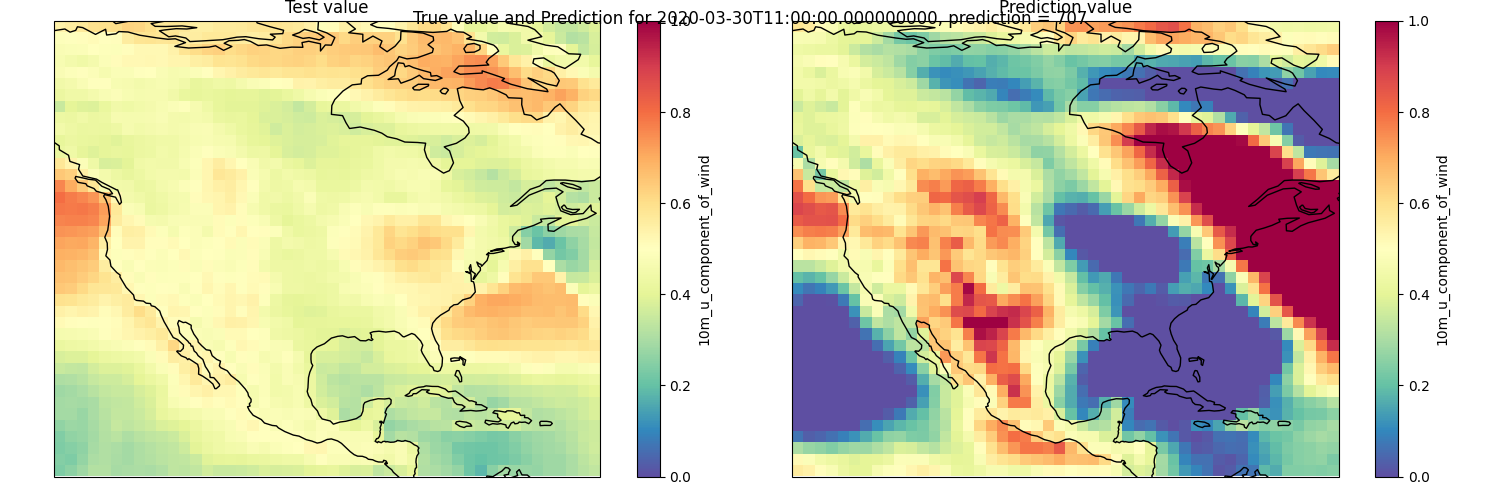 Test value
Prediction value
True value and Prediction for 2020-03-30T11:00:00.000000000, prediction = 707
1.0
0.8
0.6
0.4
0.2
0.0
10m_u_component_of_wind
1.0
0.8
0.6
0.4
0.2
0.0
10m_u_component_of_wind